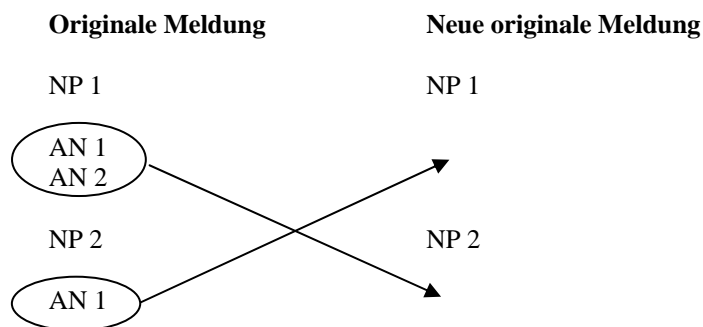 Originale Meldung Neue originale Meldung
NP 1 NP 1
AN 1
AN 2
NP 2 NP 2
AN 1